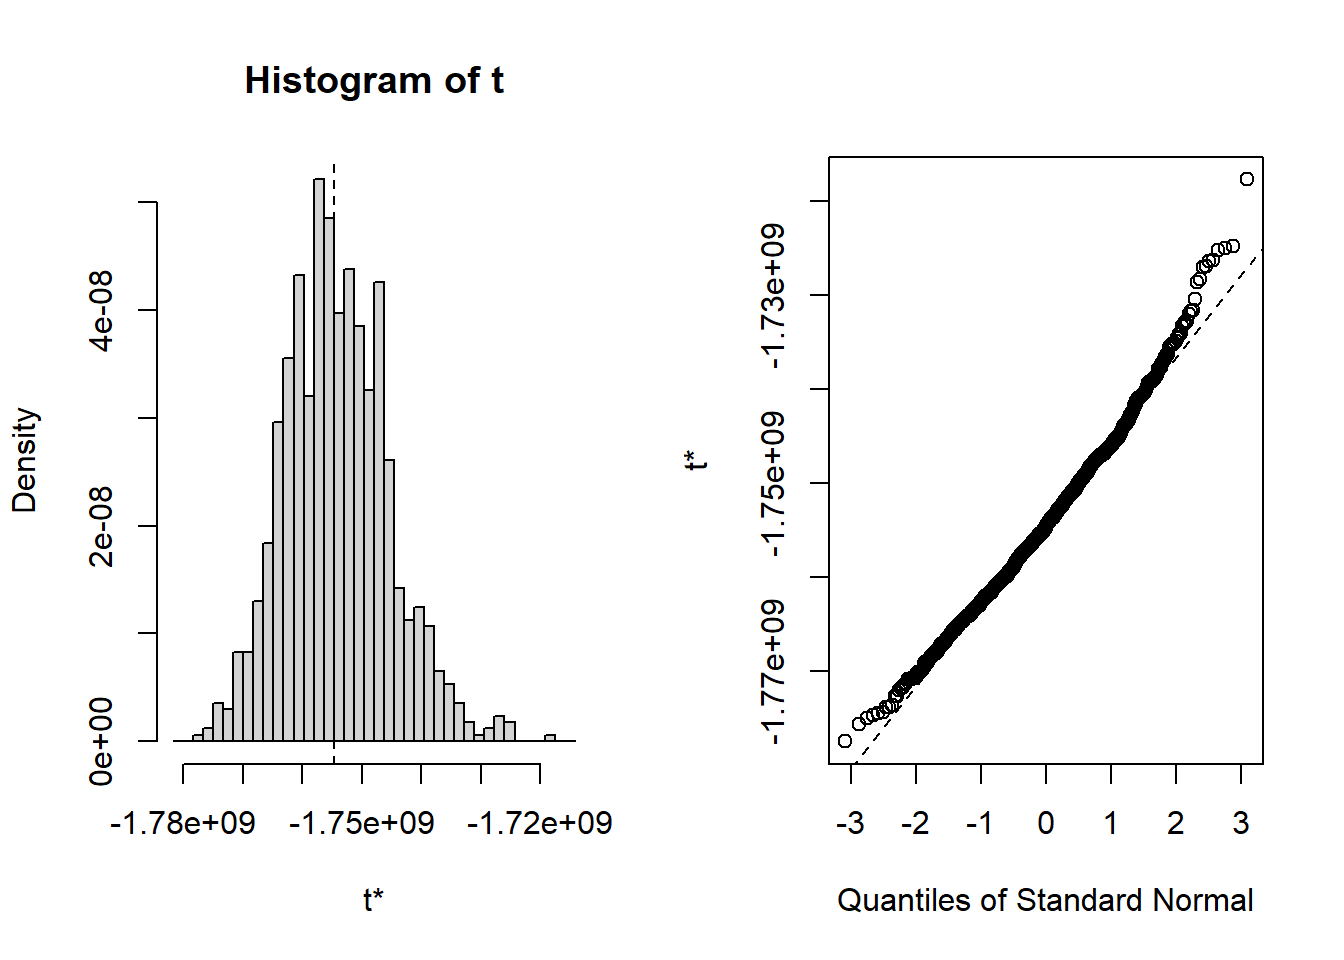 Histogram of t
Density
0e+00
2e-08
4e-08
-1.78e+09
-1.75e+09
-1.72e+09
t*
t*
-1.77e+09
-1.75e+09
-1.73e+09
-3
-2
-1
0
1
2
3
Quantiles of Standard Normal